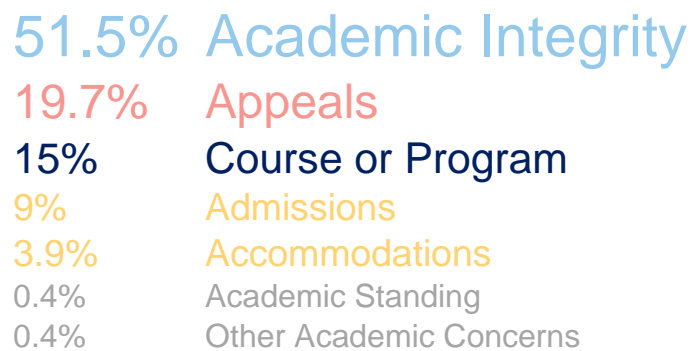 51.5% Academic Integrity
19.7% Appeals
15% Course or Program
9% Admissions
3.9% Accommodations
0.4% Academic Standing
0.4% Other Academic Concerns